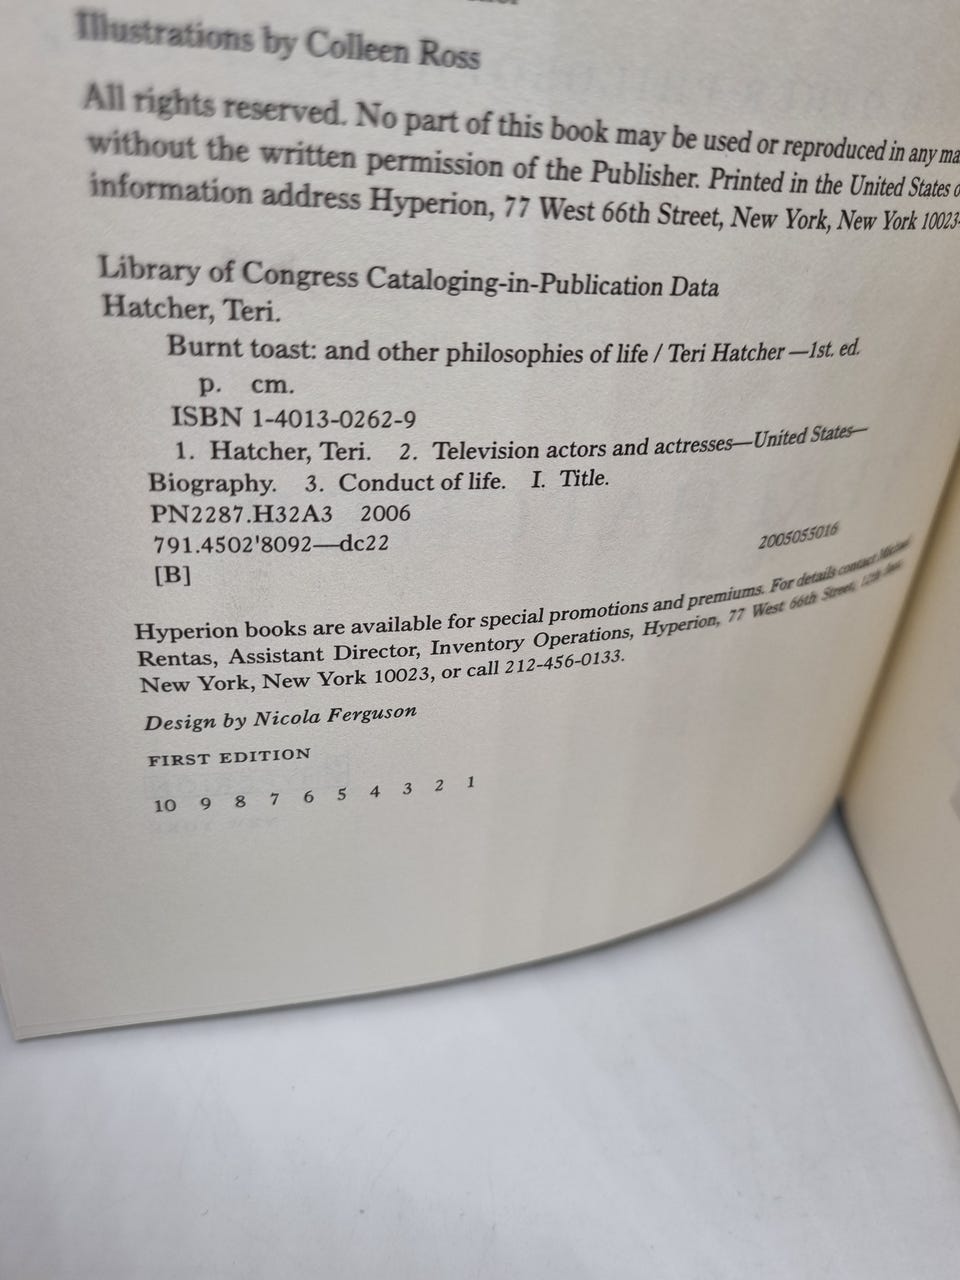 Illustrations by Colleen Ross
All rights reserved. No part of this book may be used or reproduced in any ma
without the written permission of the Publisher. Printed in the United States o
information address Hyperion, 77 West 66th Street, New York, New York 10023-
Library of Congress Cataloging-in-Publication Data
Hatcher, Teri.
Burnt toast: and other philosophies of life / Teri Hatcher—1st. ed.
p. cm.
ISBN 1-4013-0262-9
1. Hatcher, Teri. 2. Television actors and actresses—United States—
Biography. 3. Conduct of life. I. Title.
PN2287.H32A3 2006
791.4502'8092—dc22
2005055016
[B]
Hyperion books are available for special promotions and premiums. For details contact Michael
Rentas, Assistant Director, Inventory Operations, Hyperion, 77 West 66th Street, 12th floor,
New York, New York 10023, or call 212-456-0133.
Design by Nicola Ferguson
FIRST EDITION
10 9 8 7 6 5 4 3 2 1